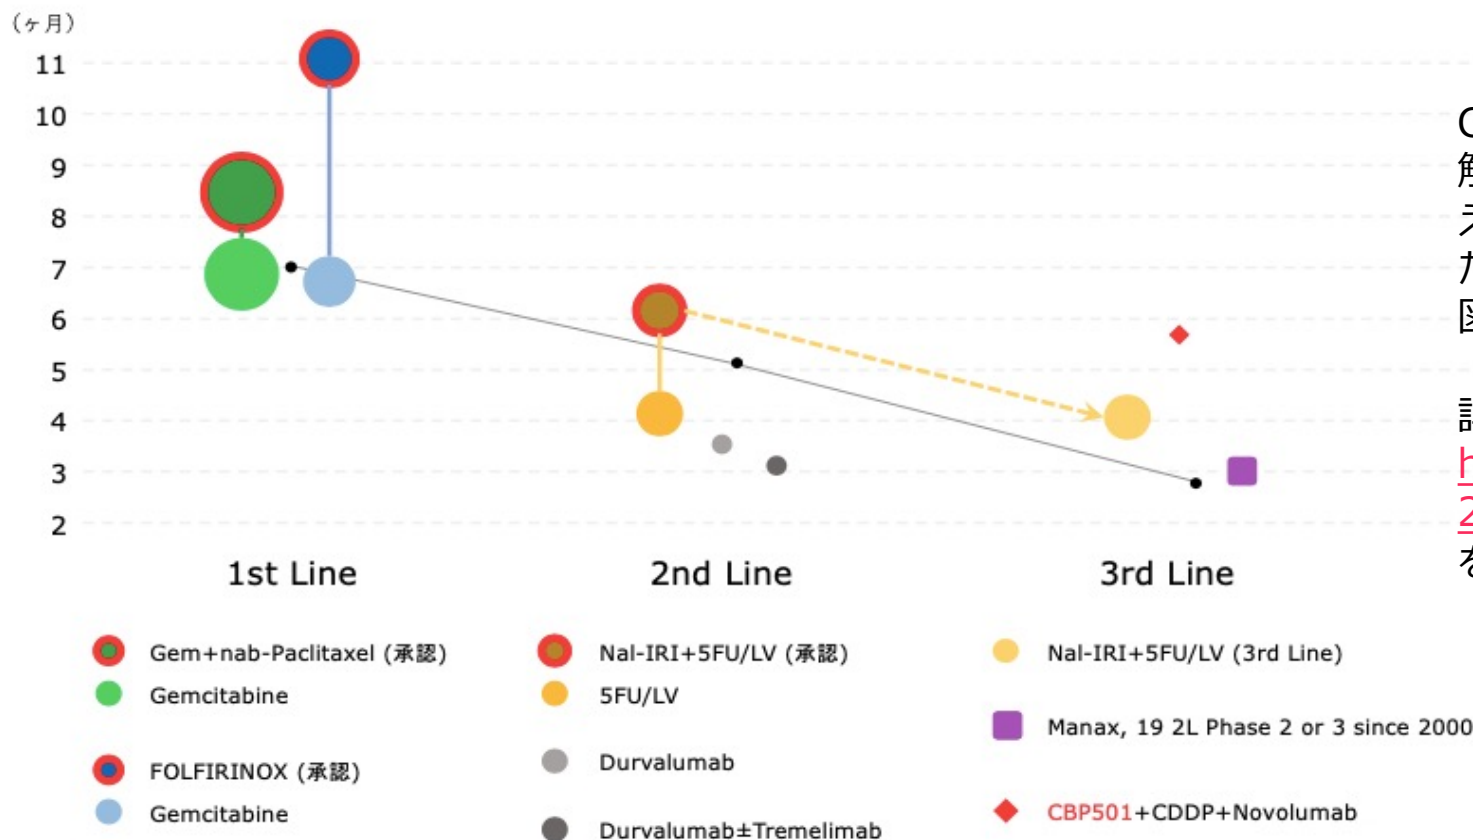 (ヶ月)
11
10
9
8
7
6
5
4
3
2
1st Line
2nd Line
3rd Line
Gem+nab-Paclitaxel (承認)
Gemcitabine
FOLFIRINOX (承認)
Gemcitabine
Nal-IRI+5FU/LV (承認)
5FU/LV
Durvalumab
Durvalumab±Tremelimab
Nal-IRI+5FU/LV (3rd Line)
Manax, 19 2L Phase 2 or 3 since 2000
CBP501+CDDP+Novolumab